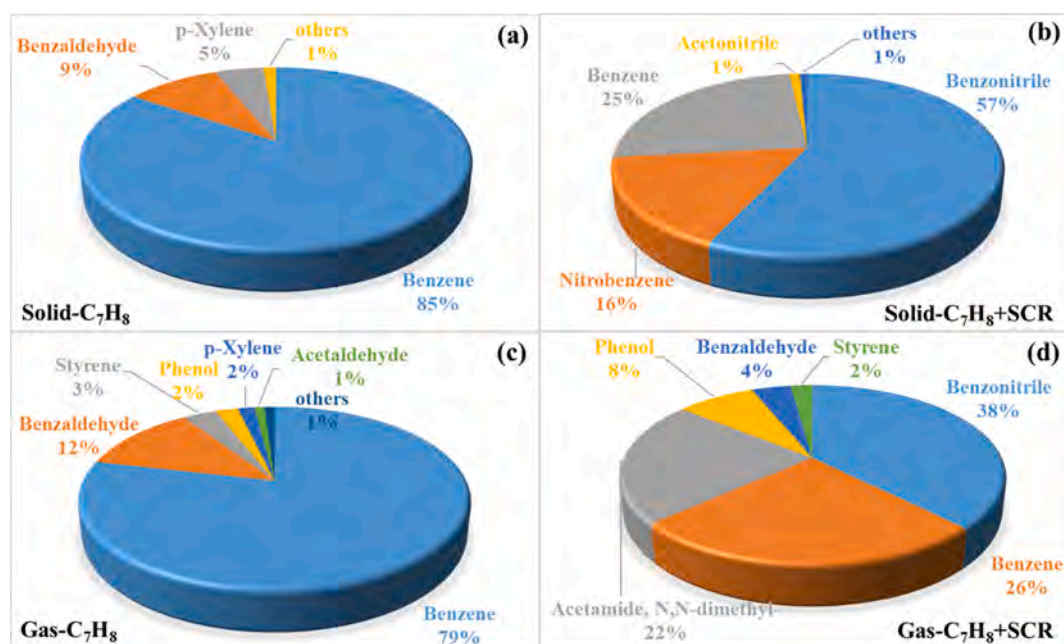 (a)
others
1%
p-Xylene
5%
Benzaldehyde
9%
Benzene
85%
Solid-C₇H₈
(b)
others
1%
Acetonitrile
1%
Benzene
25%
Benzonitrile
57%
Nitrobenzene
16%
Solid-C₇H₈+SCR
(c)
p-Xylene
2%
Acetaldehyde
1%
others
1%
Phenol
2%
Styrene
3%
Benzaldehyde
12%
Benzene
79%
Gas-C₇H₈
(d)
Phenol
8%
Benzaldehyde
4%
Styrene
2%
Benzonitrile
38%
Benzene
26%
Acetamide, N,N-dimethyl-
22%
Gas-C₇H₈+SCR